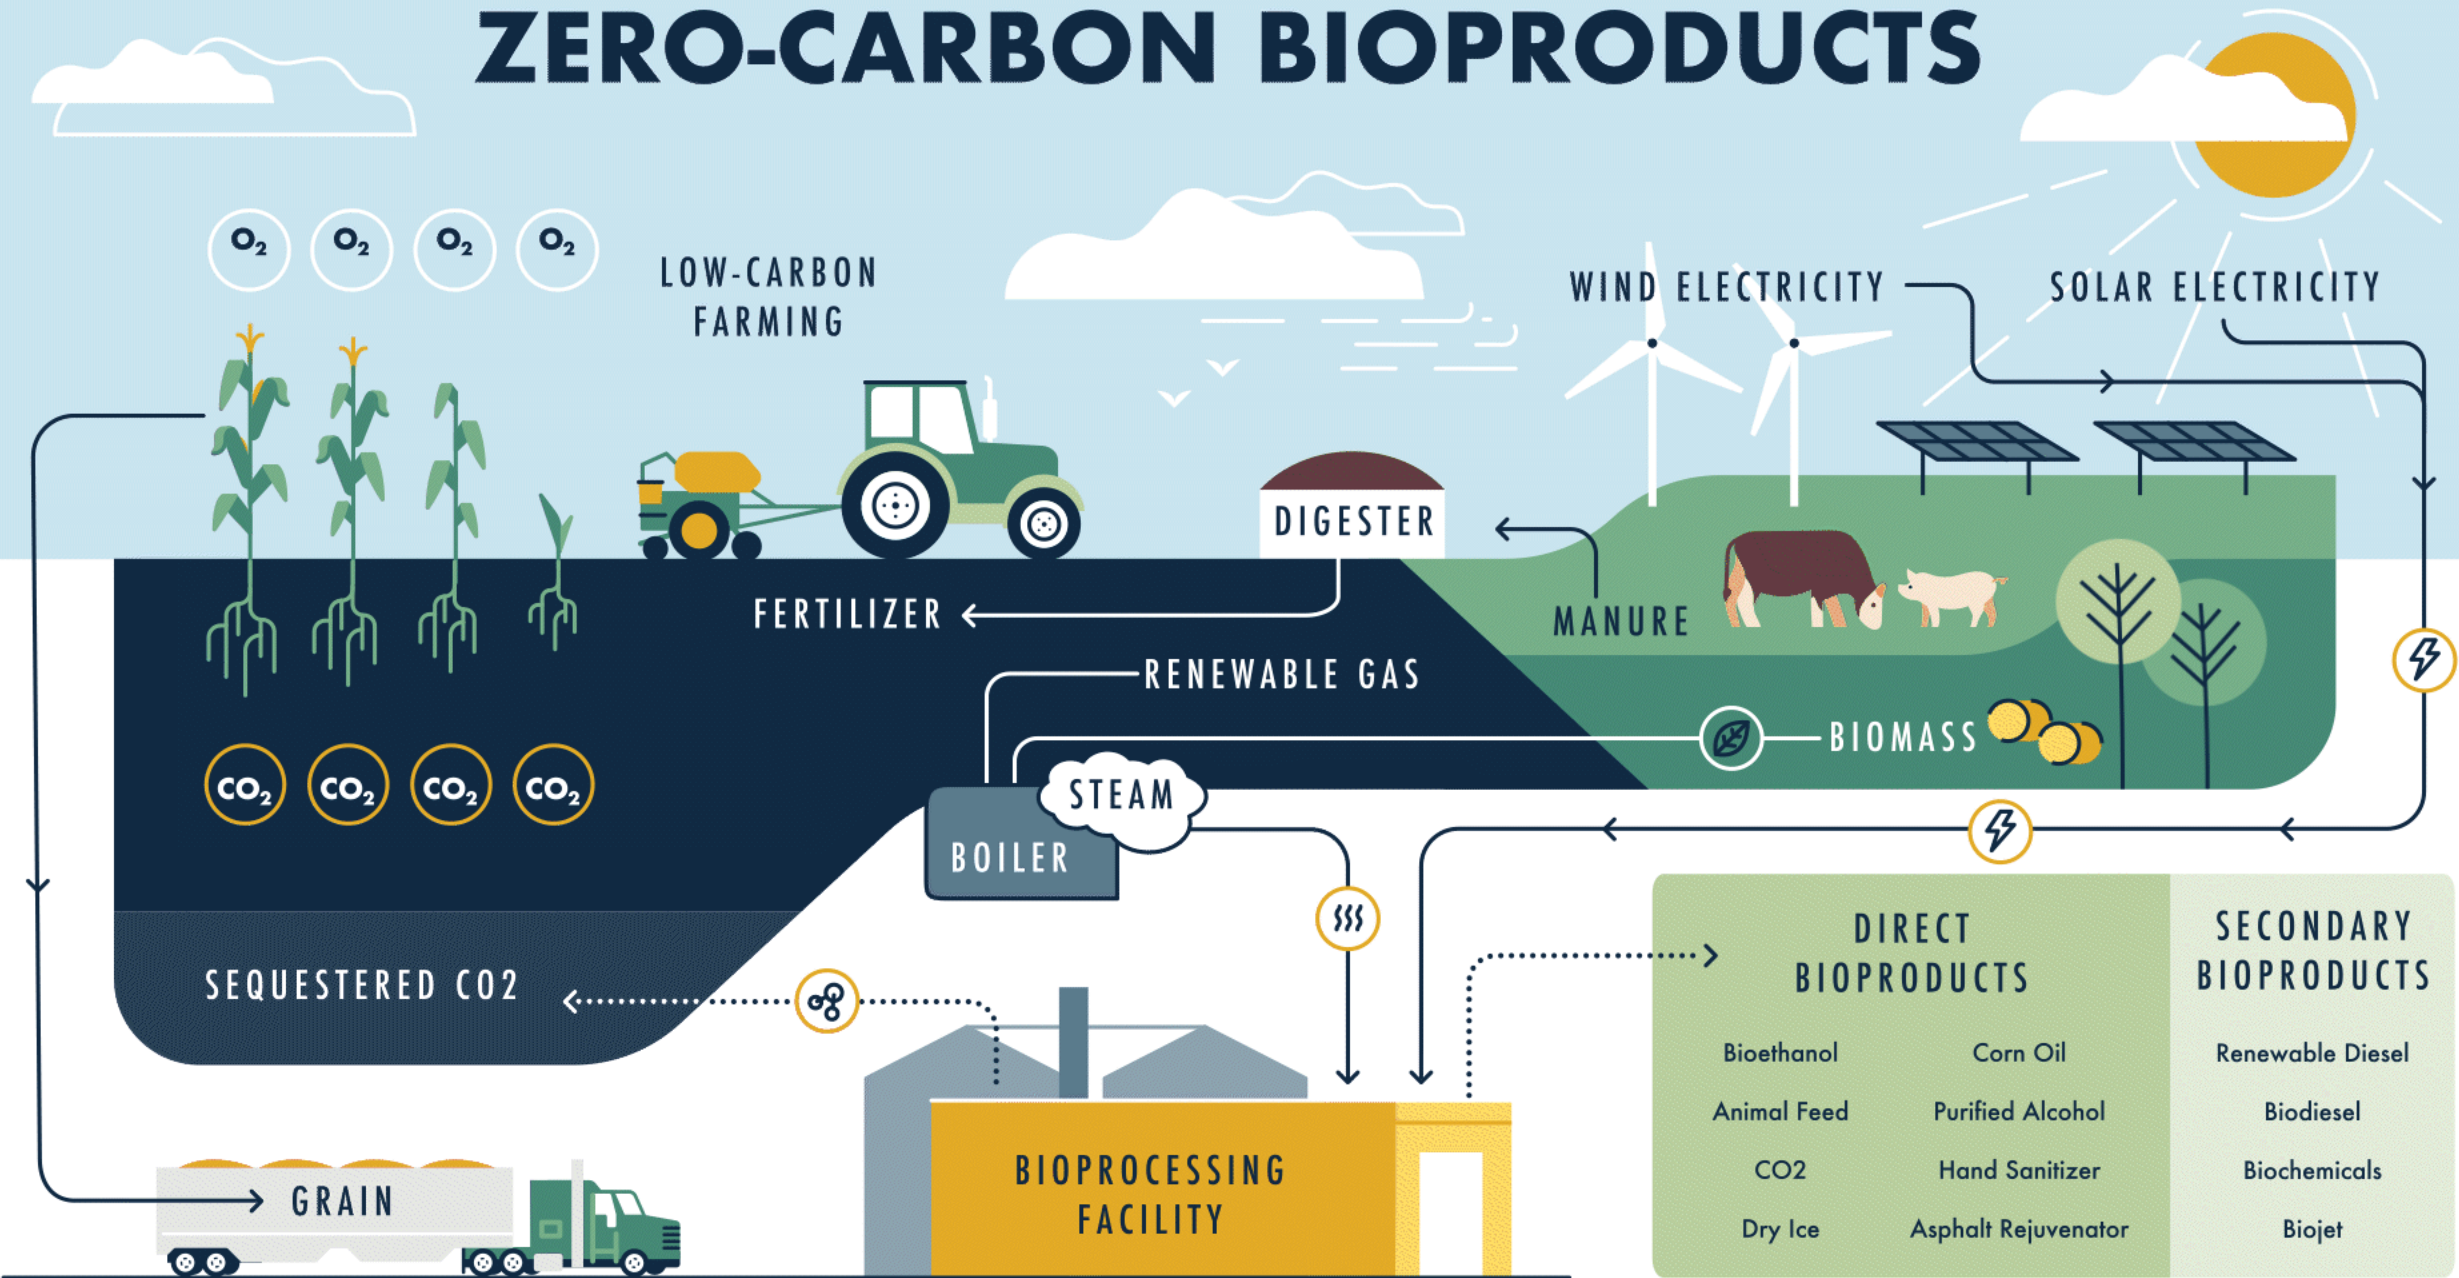 ZERO-CARBON BIOPRODUCTS
O2 O2 O2 O2
LOW-CARBON
FARMING
WIND ELECTRICITY
SOLAR ELECTRICITY
DIGESTER
FERTILIZER
MANURE
RENEWABLE GAS
BIOMASS
CO2 CO2 CO2 CO2
STEAM
BOILER
SEQUESTERED CO2
GRAIN
BIOPROCESSING
FACILITY
DIRECT
BIOPRODUCTS
Bioethanol Corn Oil
Animal Feed Purified Alcohol
CO2 Hand Sanitizer
Dry Ice Asphalt Rejuvenator
SECONDARY
BIOPRODUCTS
Renewable Diesel
Biodiesel
Biochemicals
Biojet